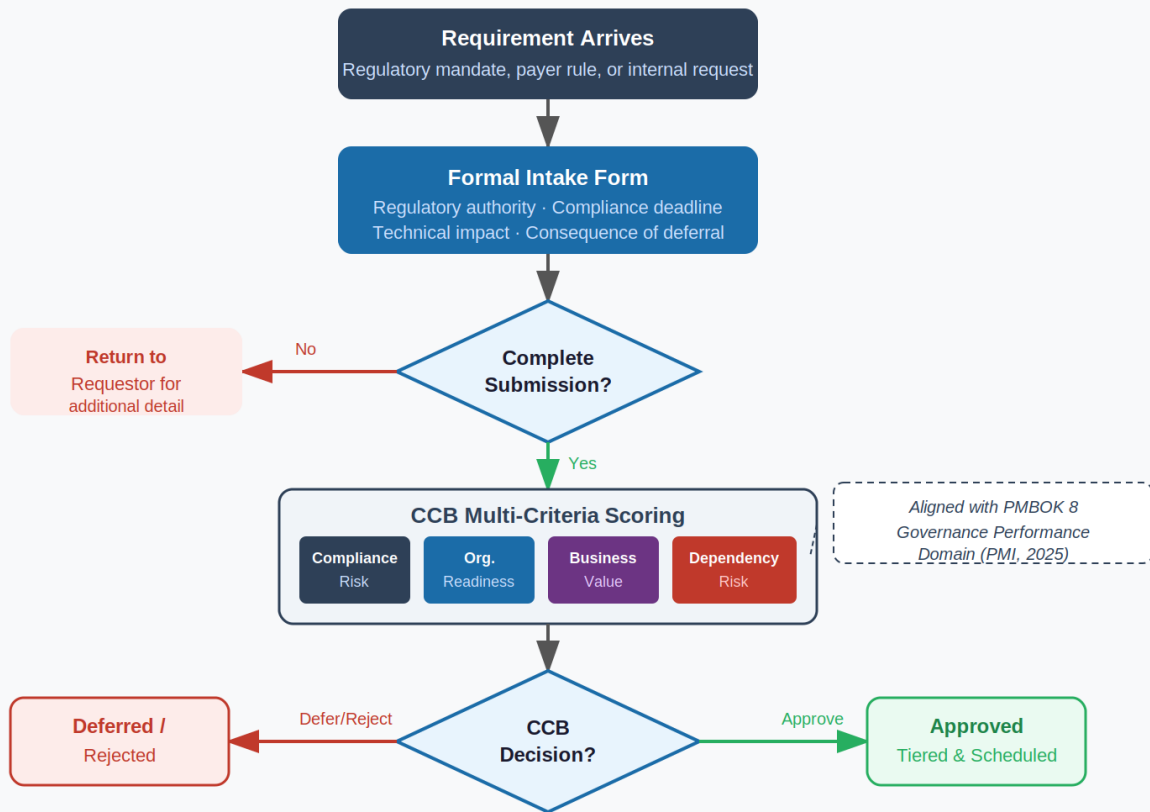 Requirement Arrives
Regulatory mandate, payer rule, or internal request
Formal Intake Form
Regulatory authority · Compliance deadline
Technical impact · Consequence of deferral
Complete
Submission?
No
Return to
Requestor for
additional detail
Yes
CCB Multi-Criteria Scoring
Compliance
Risk
Org.
Readiness
Business
Value
Dependency
Risk
Aligned with PMBOK 8
Governance Performance
Domain (PMI, 2025)
CCB
Decision?
Defer/Reject
Deferred /
Rejected
Approve
Approved
Tiered & Scheduled